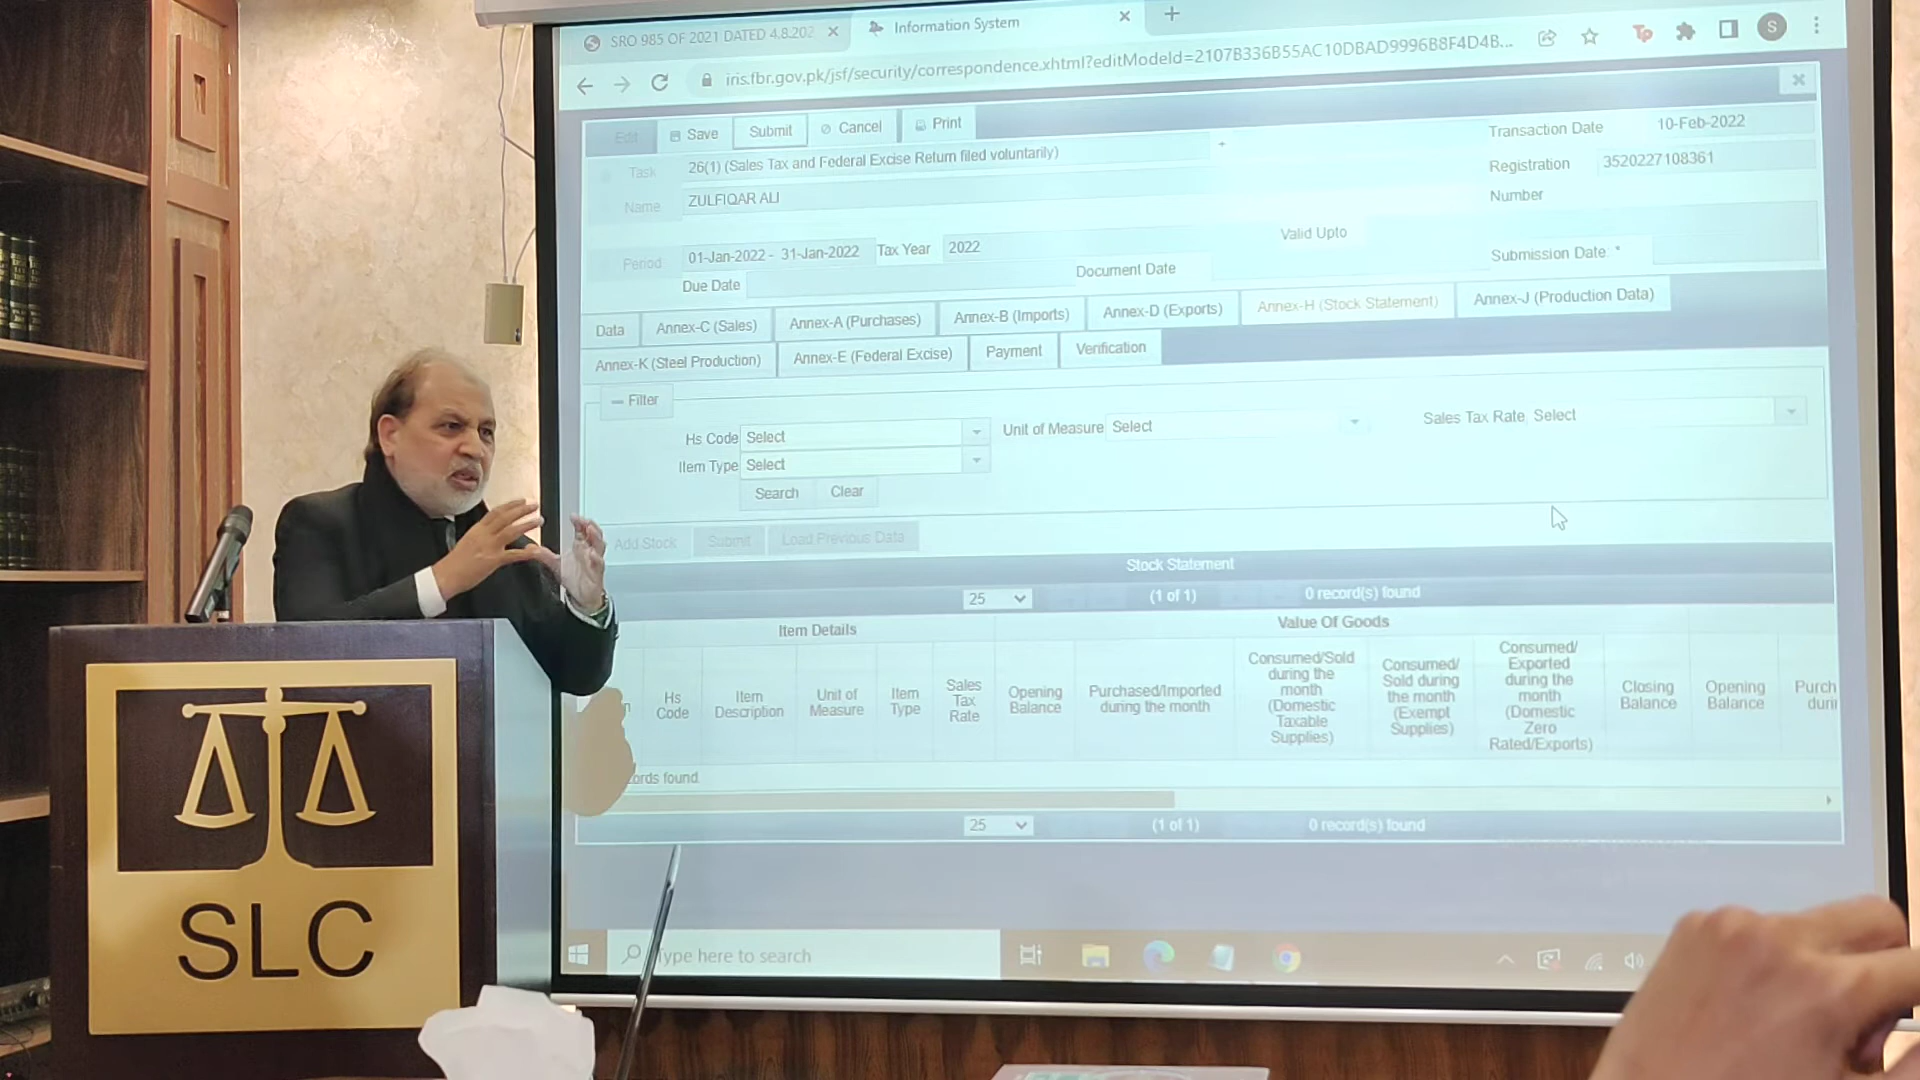 SRO 985 OF 2021 DATED 4.8.202
Information System
iris.fbr.gov.pk/jsf/security/correspondence.xhtml?editModeId=2107B336B55AC10DBAD9996B8F4D4B...
S
Edit Save Submit Cancel Print
Transaction Date 10-Feb-2022
Task 26(1) (Sales Tax and Federal Excise Return filed voluntarily)
Registration 3520227108361
Number
Name ZULFIQAR ALI
Period 01-Jan-2022 - 31-Jan-2022 Tax Year 2022 Valid Upto
Due Date Document Date Submission Date: *
Data Annex-C (Sales) Annex-A (Purchases) Annex-B (Imports) Annex-D (Exports) Annex-H (Stock Statement) Annex-J (Production Data)
Annex-K (Steel Production) Annex-E (Federal Excise) Payment Verification
Filter
Hs Code Select Unit of Measure Select Sales Tax Rate Select
Item Type Select
Search Clear
Add Stock Submit Load Previous Data
Stock Statement
25 (1 of 1) 0 record(s) found
Item Details Value Of Goods
n
Hs
Code
Item
Description
Unit of
Measure
Item
Type
Sales
Tax
Rate
Opening
Balance
Purchased/Imported
during the month
Consumed/Sold
during the
month
(Domestic
Taxable
Supplies)
Consumed/
Sold during
the month
(Exempt
Supplies)
Consumed/
Exported
during the
month
(Domestic
Zero
Rated/Exports)
Closing
Balance
Opening
Balance
Purch
duri
ords found.
25 (1 of 1) 0 record(s) found
Type here to search
SLC